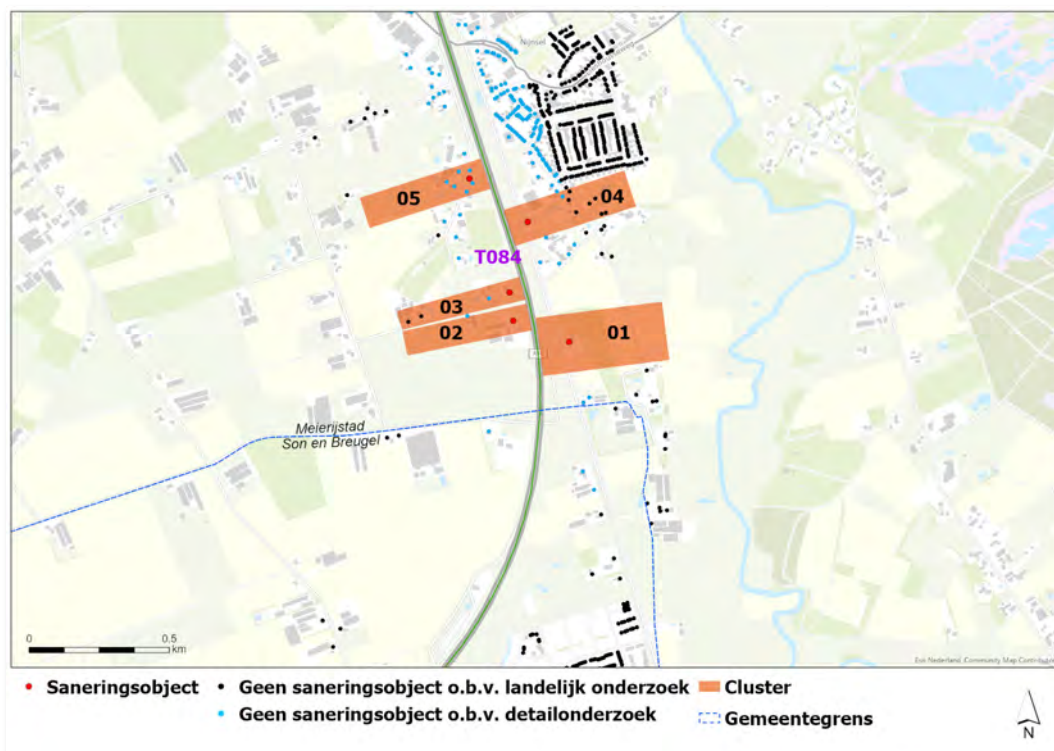 Nijnsel
05
04
T084
03
02
01
Meierijstad
Son en Breugel
0 0.5
km
Esri Nederland, Community Map Contributors
Saneringsobject Geen saneringsobject o.b.v. landelijk onderzoek Cluster
Geen saneringsobject o.b.v. detailonderzoek Gemeentegrens
N